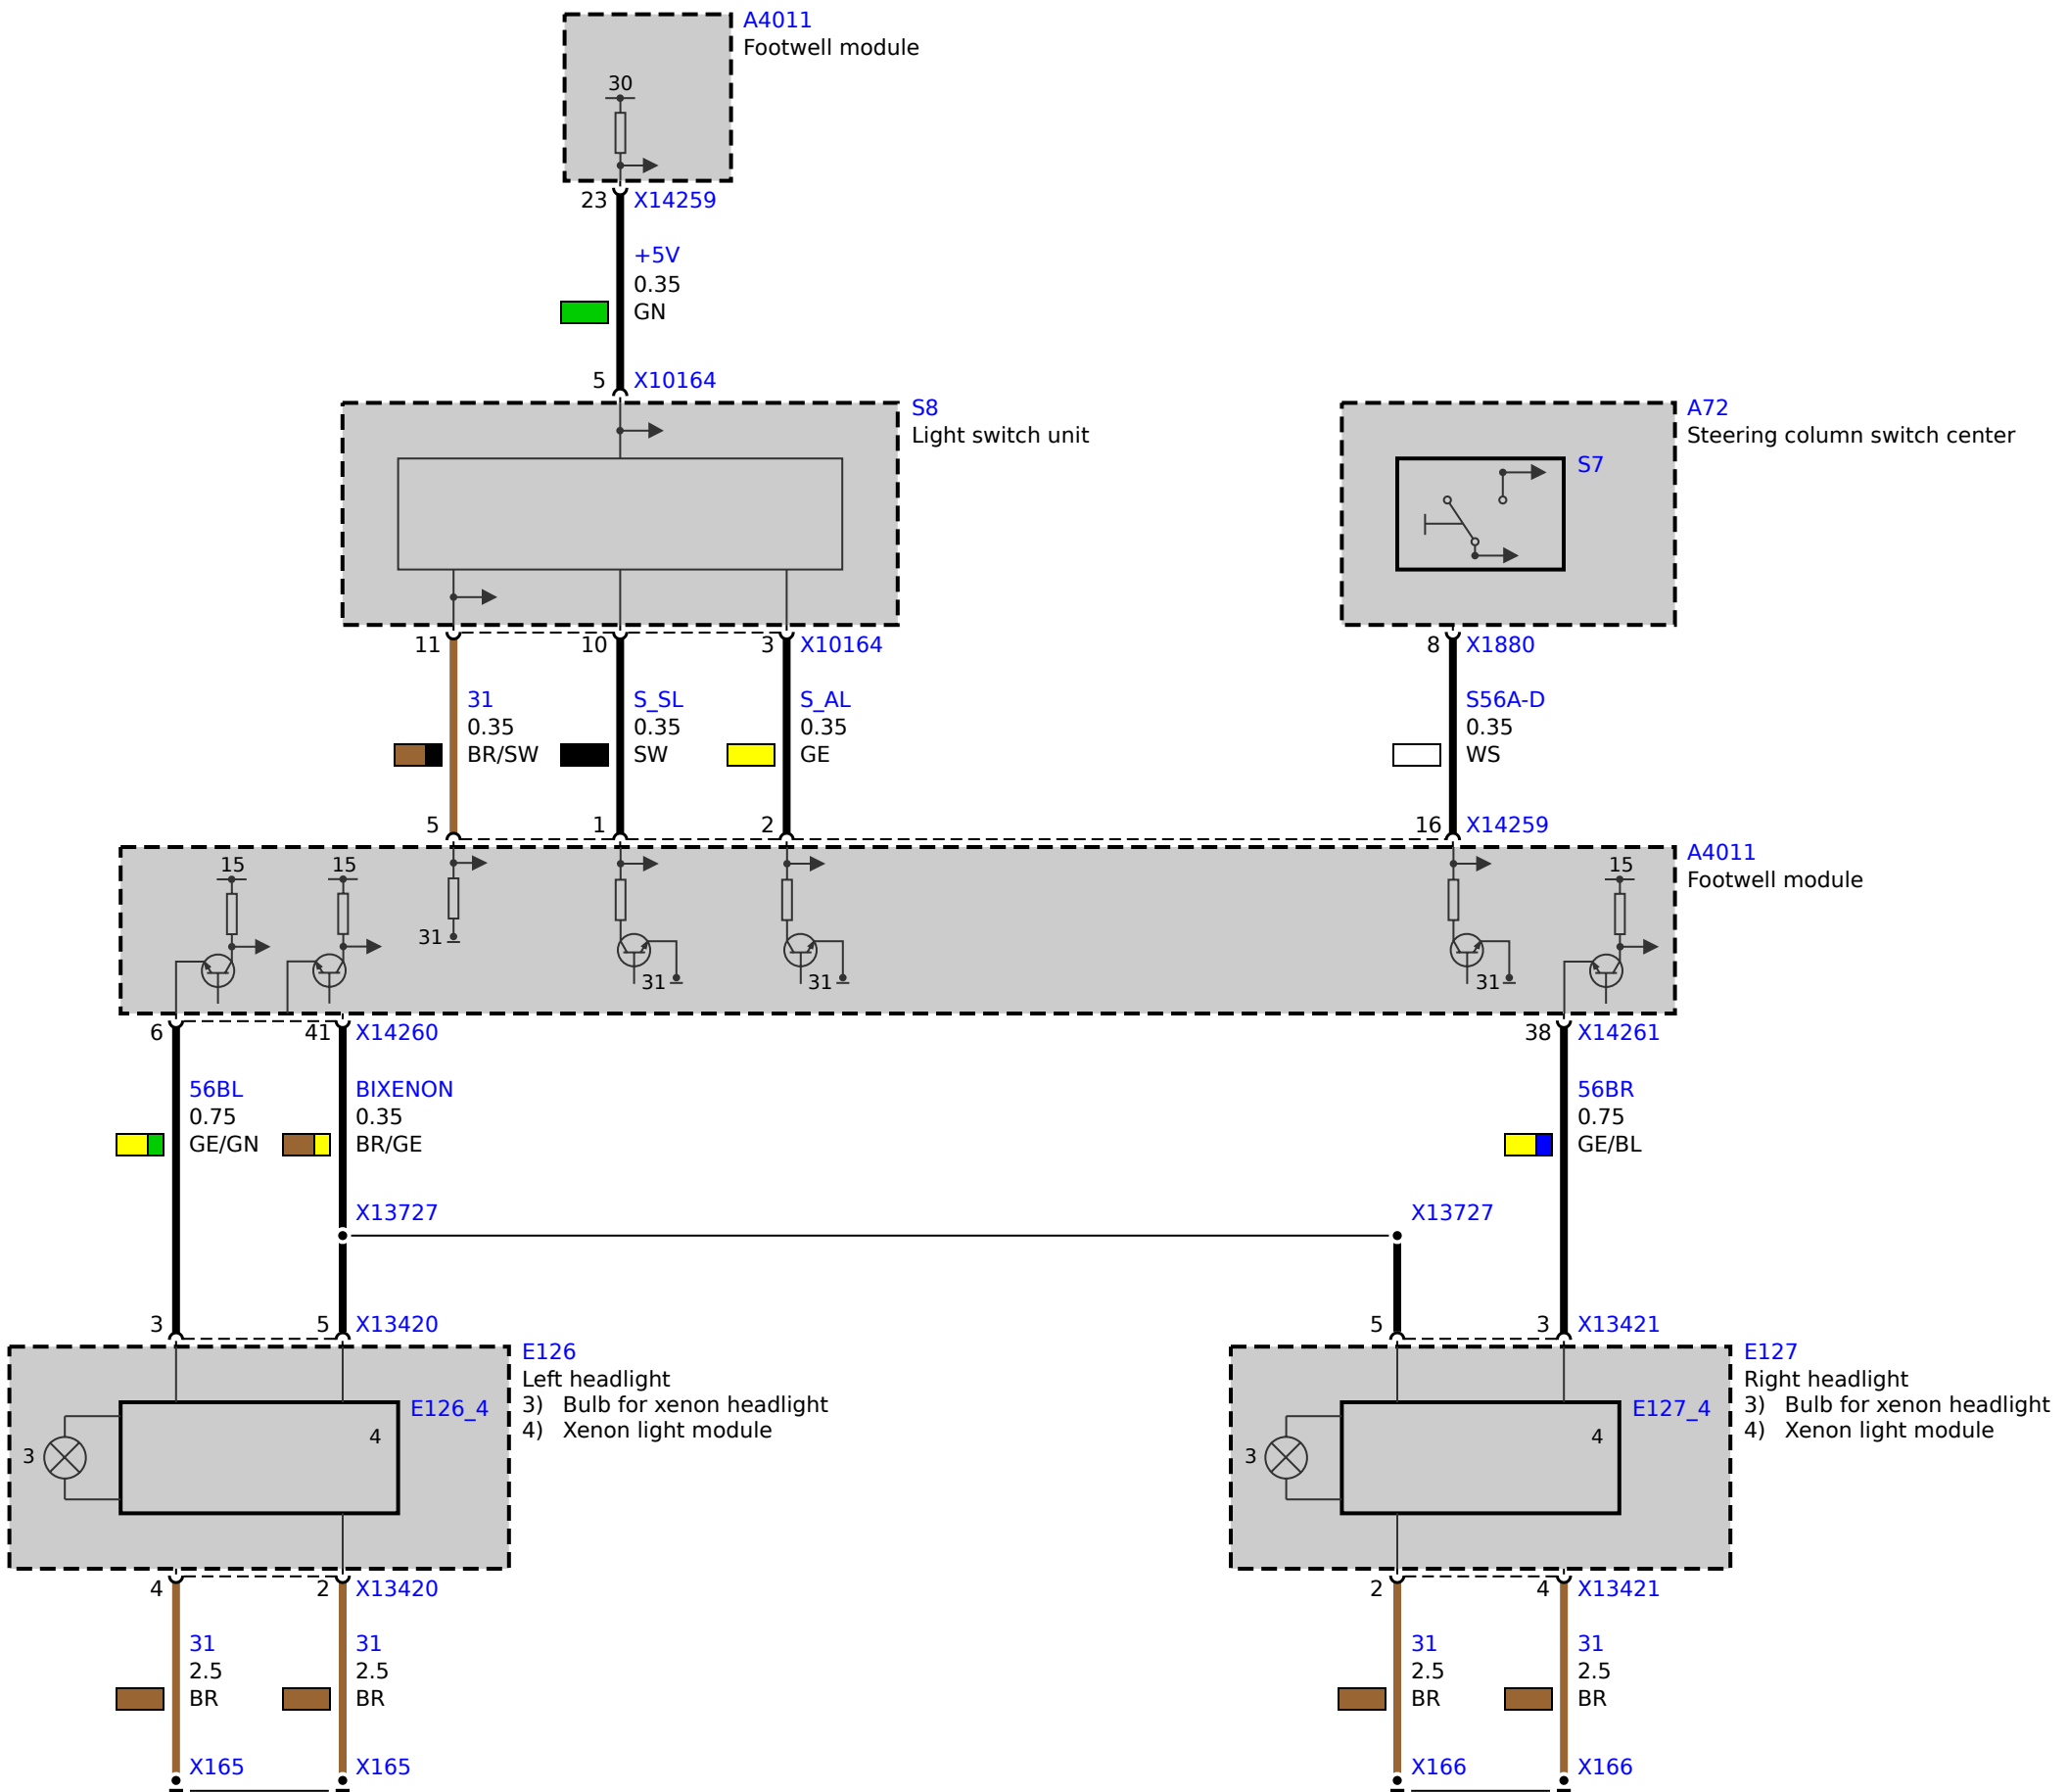 A4011
Footwell module
30
23 X14259
+5V
0.35
GN
5 X10164
S8
Light switch unit
A72
Steering column switch center
S7
11 10 3 X10164
8 X1880
31 S_SL S_AL S56A-D
0.35 0.35 0.35 0.35
BR/SW SW GE WS
5 1 2 16 X14259
A4011
Footwell module
15 15 15
31
31 31 31
6 41 X14260 38 X14261
56BL BIXENON 56BR
0.75 0.35 0.75
GE/GN BR/GE GE/BL
X13727 X13727
3 5 X13420 5 3 X13421
E126
Left headlight
3) Bulb for xenon headlight
4) Xenon light module
E126_4
4
3
E127
Right headlight
3) Bulb for xenon headlight
4) Xenon light module
E127_4
4
3
4 2 X13420 2 4 X13421
31 31 31 31
2.5 2.5 2.5 2.5
BR BR BR BR
X165 X165 X166 X166